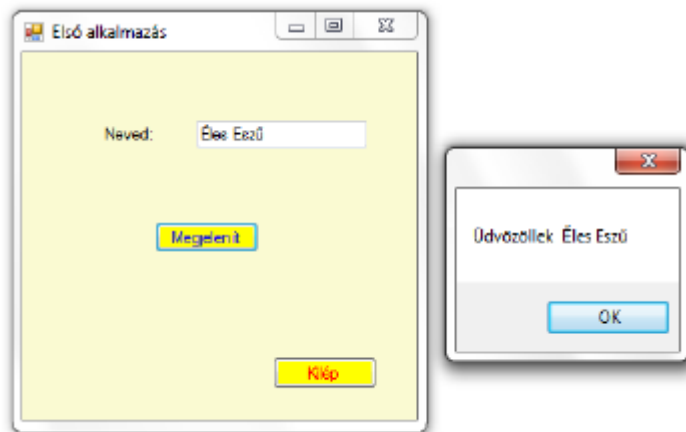 Első alkalmazás
Neved:
Éles Eszű
Megjelenít
Kilép
Üdvözöllek Éles Eszű
OK